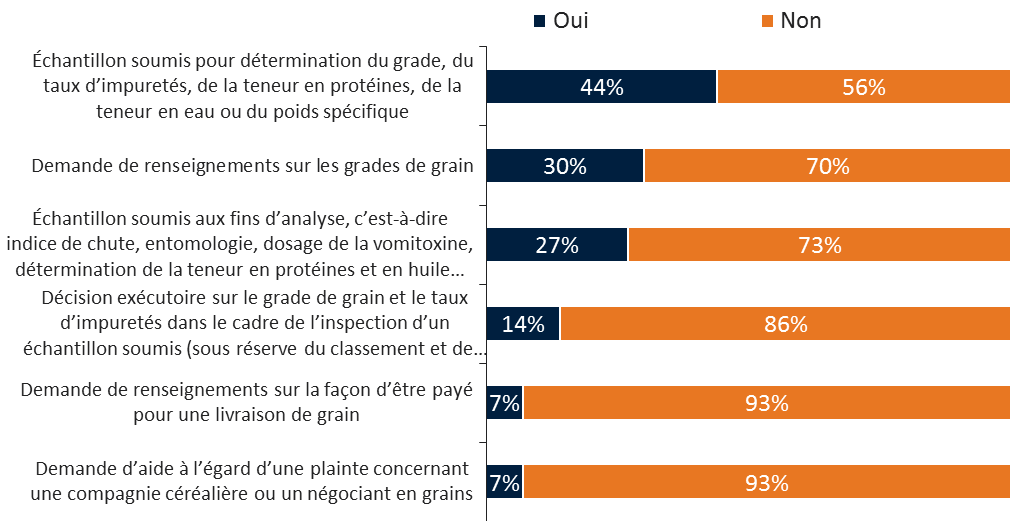 Oui Non
Échantillon soumis pour détermination du grade, du
taux d’impuretés, de la teneur en protéines, de la
teneur en eau ou du poids spécifique
44% 56%
Demande de renseignements sur les grades de grain
30% 70%
Échantillon soumis aux fins d’analyse, c’est-à-dire
indice de chute, entomologie, dosage de la vomitoxine,
détermination de la teneur en protéines et en huile...
27% 73%
Décision exécutoire sur le grade de grain et le taux
d’impuretés dans le cadre de l’inspection d’un
échantillon soumis (sous réserve du classement et de...
14% 86%
Demande de renseignements sur la façon d’être payé
pour une livraison de grain
7% 93%
Demande d’aide à l’égard d’une plainte concernant
une compagnie céréalière ou un négociant en grains
7% 93%